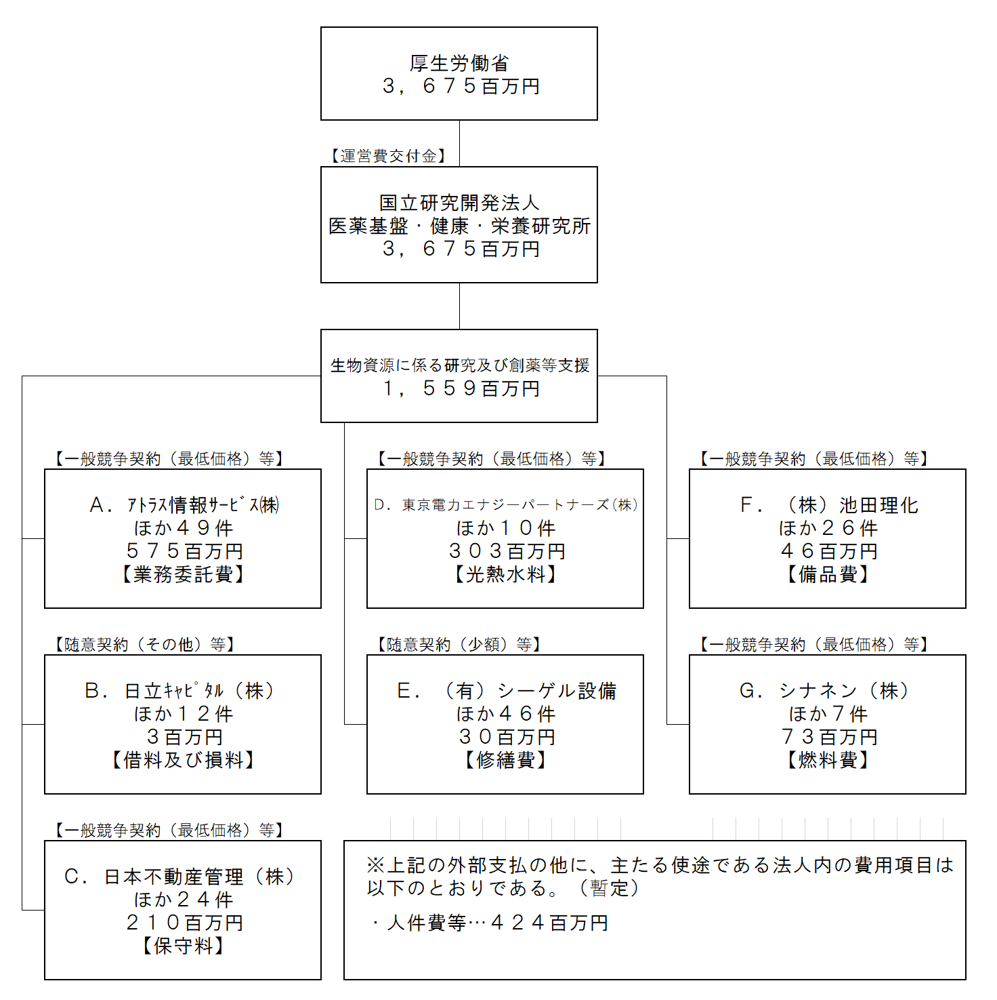 厚生労働省
３，６７５百万円
【運営費交付金】
国立研究開発法人
医薬基盤・健康・栄養研究所
３，６７５百万円
生物資源に係る研究及び創薬等支援
１，５５９百万円
【一般競争契約（最低価格）等】
Ａ．ｱﾄﾗｽ情報ｻｰﾋﾞｽ㈱
ほか４９件
５７５百万円
【業務委託費】
【一般競争契約（最低価格）等】
Ｄ．東京電力エナジーパートナーズ(株)
ほか１０件
３０３百万円
【光熱水料】
【一般競争契約（最低価格）等】
Ｆ．（株）池田理化
ほか２６件
４６百万円
【備品費】
【随意契約（その他）等】
Ｂ．日立ｷｬﾋﾟﾀﾙ（株）
ほか１２件
３百万円
【借料及び損料】
【随意契約（少額）等】
Ｅ．（有）シーゲル設備
ほか４６件
３０百万円
【修繕費】
【一般競争契約（最低価格）等】
Ｇ．シナネン（株）
ほか７件
７３百万円
【燃料費】
【一般競争契約（最低価格）等】
Ｃ．日本不動産管理（株）
ほか２４件
２１０百万円
【保守料】
※上記の外部支払の他に、主たる使途である法人内の費用項目は
以下のとおりである。（暫定）
・人件費等…４２４百万円